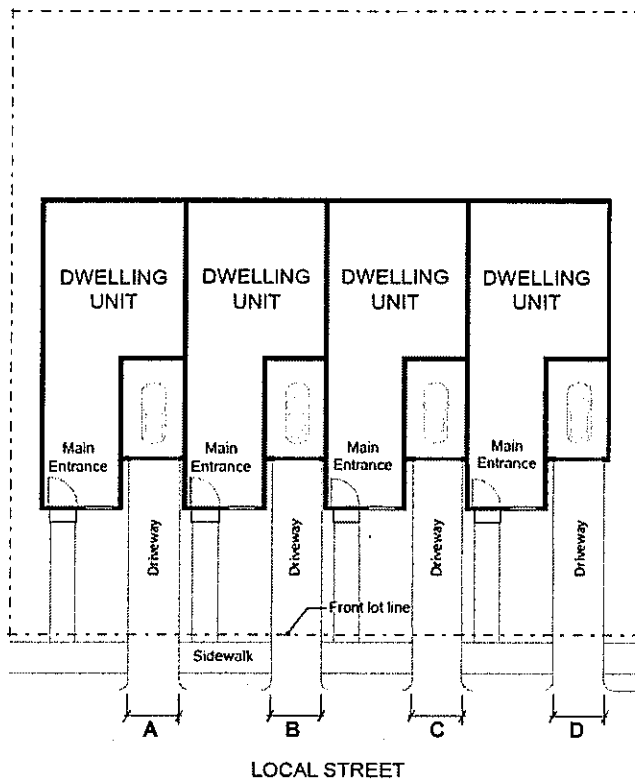 DWELLING
UNIT
DWELLING
UNIT
DWELLING
UNIT
DWELLING
UNIT
Main
Entrance
Main
Entrance
Main
Entrance
Main
Entrance
Driveway
Driveway
Driveway
Driveway
Front lot line
Sidewalk
A
B
C
D
LOCAL STREET